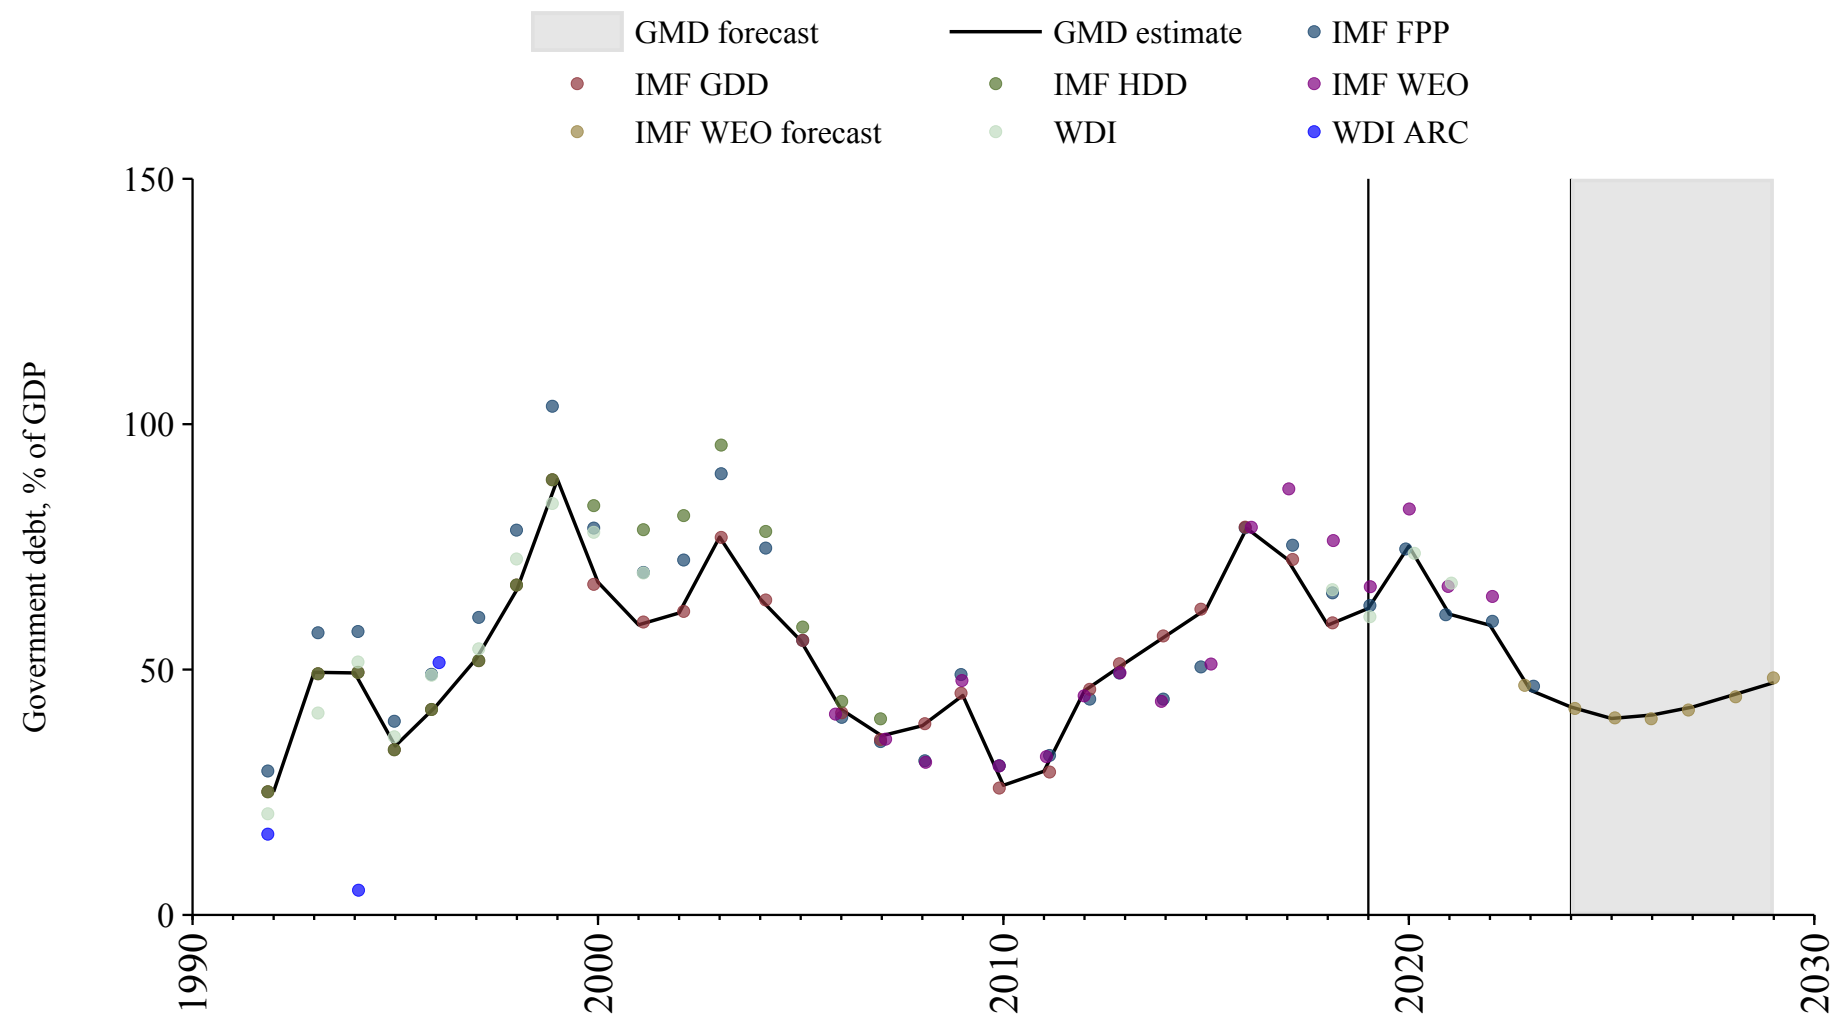 GMD forecast GMD estimate IMF FPP
IMF GDD IMF HDD IMF WEO
IMF WEO forecast WDI WDI ARC
Government debt, % of GDP
150
100
50
0
1990 2000 2010 2020 2030